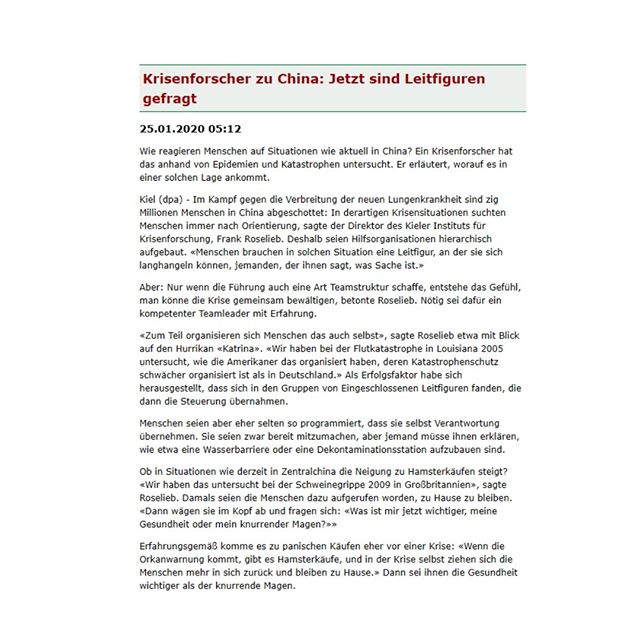 Krisenforscher zu China: Jetzt sind Leitfiguren
gefragt
25.01.2020 05:12
Wie reagieren Menschen auf Situationen wie aktuell in China? Ein Krisenforscher hat
das anhand von Epidemien und Katastrophen untersucht. Er erläutert, worauf es in
einer solchen Lage ankommt.
Kiel (dpa) - Im Kampf gegen die Verbreitung der neuen Lungenkrankheit sind zig
Millionen Menschen in China abgeschottet: In derartigen Krisensituationen suchten
Menschen immer nach Orientierung, sagte der Direktor des Kieler Instituts für
Krisenforschung, Frank Roselieb. Deshalb seien Hilfsorganisationen hierarchisch
aufgebaut. «Menschen brauchen in solchen Situation eine Leitfigur, an der sie sich
langhangeln können, jemanden, der ihnen sagt, was Sache ist.»
Aber: Nur wenn die Führung auch eine Art Teamstruktur schaffe, entstehe das Gefühl,
man könne die Krise gemeinsam bewältigen, betonte Roselieb. Nötig sei dafür ein
kompetenter Teamleader mit Erfahrung.
«Zum Teil organisieren sich Menschen das auch selbst», sagte Roselieb etwa mit Blick
auf den Hurrikan «Katrina». «Wir haben bei der Flutkatastrophe in Louisiana 2005
untersucht, wie die Amerikaner das organisiert haben, deren Katastrophenschutz
schwächer organisiert ist als in Deutschland.» Als Erfolgsfaktor habe sich
herausgestellt, dass sich in den Gruppen von Eingeschlossenen Leitfiguren fanden, die
dann die Steuerung übernahmen.
Menschen seien aber eher selten so programmiert, dass sie selbst Verantwortung
übernehmen. Sie seien zwar bereit mitzumachen, aber jemand müsse ihnen erklären,
wie etwa eine Wasserbarriere oder eine Dekontaminationsstation aufzubauen sind.
Ob in Situationen wie derzeit in Zentralchina die Neigung zu Hamsterkäufen steigt?
«Wir haben das untersucht bei der Schweinegrippe 2009 in Großbritannien», sagte
Roselieb. Damals seien die Menschen dazu aufgerufen worden, zu Hause zu bleiben.
«Dann wägen sie im Kopf ab und fragen sich: «Was ist mir jetzt wichtiger, meine
Gesundheit oder mein knurrender Magen?»»
Erfahrungsgemäß komme es zu panischen Käufen eher vor einer Krise: «Wenn die
Orkanwarnung kommt, gibt es Hamsterkäufe, und in der Krise selbst ziehen sich die
Menschen mehr in sich zurück und bleiben zu Hause.» Dann sei ihnen die Gesundheit
wichtiger als der knurrende Magen.